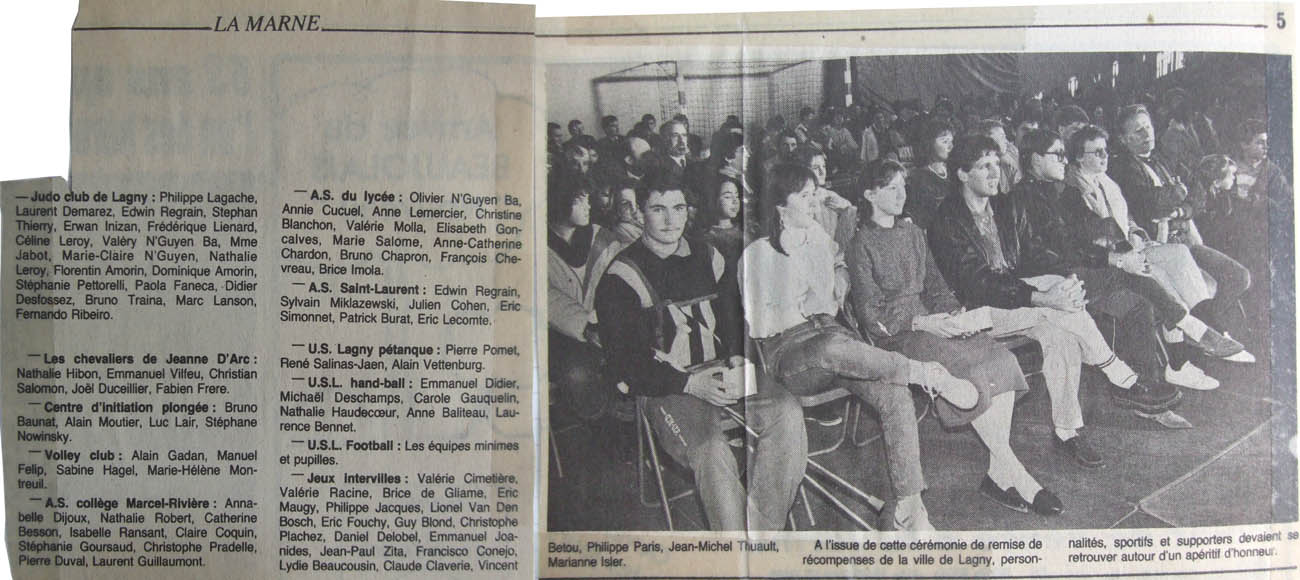 LA MARNE
5
— Judo club de Lagny : Philippe Lagache,
Laurent Demarez, Edwin Regrain, Stephan
Thierry, Erwan Inizan, Frédérique Lienard,
Céline Leroy, Valéry N'Guyen Ba, Mme
Jabot, Marie-Claire N'Guyen, Nathalie
Leroy, Florentin Amorin, Dominique Amorin,
Stéphanie Pettorelli, Paola Faneca, Didier
Desfossez, Bruno Traina, Marc Lanson,
Fernando Ribeiro.
— Les chevaliers de Jeanne D'Arc :
Nathalie Hibon, Emmanuel Vilfeu, Christian
Salomon, Joël Duceillier, Fabien Frere.
— Centre d'initiation plongée : Bruno
Baunat, Alain Moutier, Luc Lair, Stéphane
Nowinsky.
— Volley club : Alain Gadan, Manuel
Felip, Sabine Hagel, Marie-Hélène Mon-
treuil.
— A.S. collège Marcel-Rivière : Anna-
belle Dijoux, Nathalie Robert, Catherine
Besson, Isabelle Ransant, Claire Coquin,
Stéphanie Goursaud, Christophe Pradelle,
Pierre Duval, Laurent Guillaumont.
— A.S. du lycée : Olivier N'Guyen Ba,
Annie Cucuel, Anne Lemercier, Christine
Blanchon, Valérie Molla, Elisabeth Gon-
calves, Marie Salome, Anne-Catherine
Chardon, Bruno Chapron, François Che-
vreau, Brice Imola.
— A.S. Saint-Laurent : Edwin Regrain,
Sylvain Miklazewski, Julien Cohen, Eric
Simonnet, Patrick Burat, Eric Lecomte.
— U.S. Lagny pétanque : Pierre Pomet,
René Salinas-Jaen, Alain Vettenburg.
— U.S.L. hand-ball : Emmanuel Didier,
Michaël Deschamps, Carole Gauquelin,
Nathalie Haudecœur, Anne Baliteau, Lau-
rence Bennet.
— U.S.L. Football : Les équipes minimes
et pupilles.
— Jeux intervilles : Valérie Cimetière,
Valérie Racine, Brice de Gliame, Eric
Maugy, Philippe Jacques, Lionel Van Den
Bosch, Eric Fouchy, Guy Blond, Christophe
Plachez, Daniel Delobel, Emmanuel Joa-
nides, Jean-Paul Zita, Francisco Conejo,
Lydie Beaucousin, Claude Claverie, Vincent
Betou, Philippe Paris, Jean-Michel Thuault,
Marianne Isler.
A l'issue de cette cérémonie de remise de
récompenses de la ville de Lagny, person-
nalités, sportifs et supporters devaient se
retrouver autour d'un apéritif d'honneur.